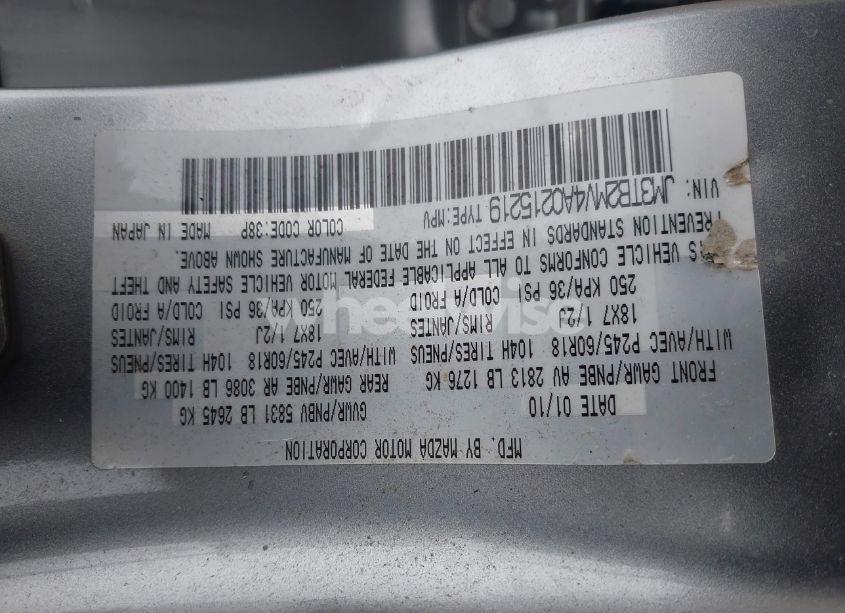 MFD. BY MAZDA MOTOR CORPORATION
DATE 01/10 GVWR/PNBV 5831 LB 2645 KG
FRONT GAWR/PNBE AV 2813 LB 1276 KG REAR GAWR/PNBE AR 3086 LB 1400 KG
WITH/AVEC P245/60R18 104H TIRES/PNEUS WITH/AVEC P245/60R18 104H TIRES/PNEUS
18X7 1/2J RIMS/JANTES 18X7 1/2J RIMS/JANTES
250 KPA/36 PSI COLD/A FROID 250 KPA/36 PSI COLD/A FROID
VEHICLE CONFORMS TO ALL APPLICABLE FEDERAL MOTOR VEHICLE SAFETY AND THEFT
PREVENTION STANDARDS IN EFFECT ON THE DATE OF MANUFACTURE SHOWN ABOVE.
VIN: JM3TB2MV4A0215219 TYPE:MPV COLOR CODE:38P MADE IN JAPAN
wheelwise